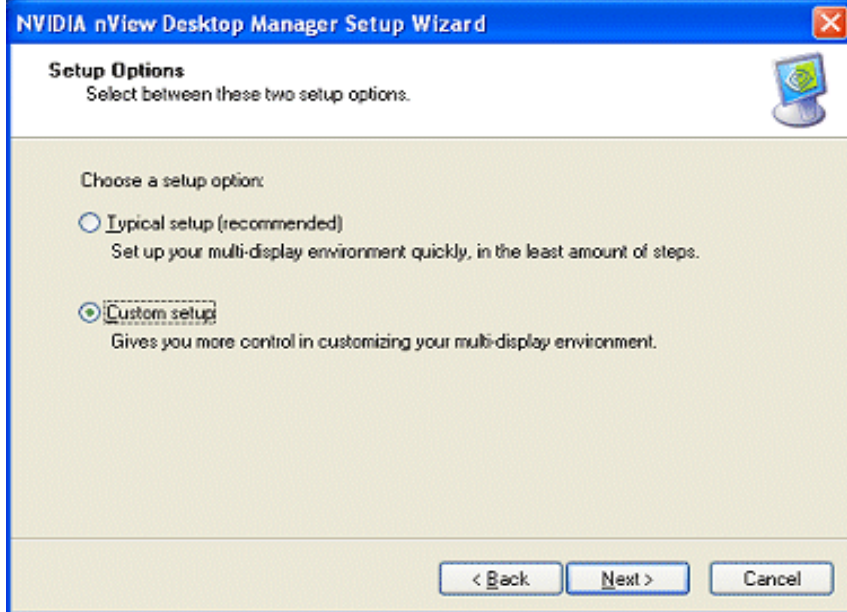 NVIDIA nView Desktop Manager Setup Wizard
Setup Options
Select between these two setup options.
Choose a setup option:
Typical setup (recommended)
Set up your multi-display environment quickly, in the least amount of steps.
Custom setup
Gives you more control in customizing your multi-display environment.
< Back Next > Cancel